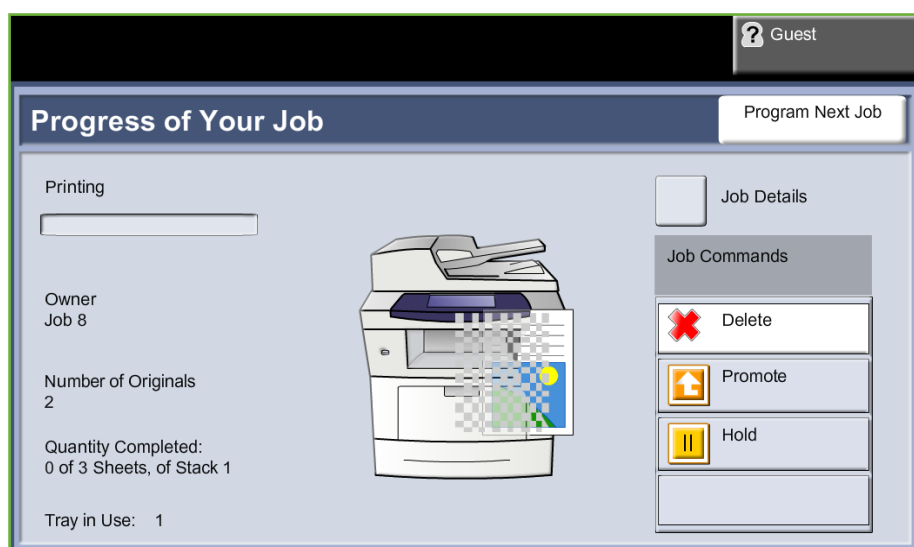 Guest
Progress of Your Job
Program Next Job
Printing
Job Details
Job Commands
Owner
Job 8
Delete
Number of Originals
2
Promote
Quantity Completed:
0 of 3 Sheets, of Stack 1
Hold
Tray in Use: 1